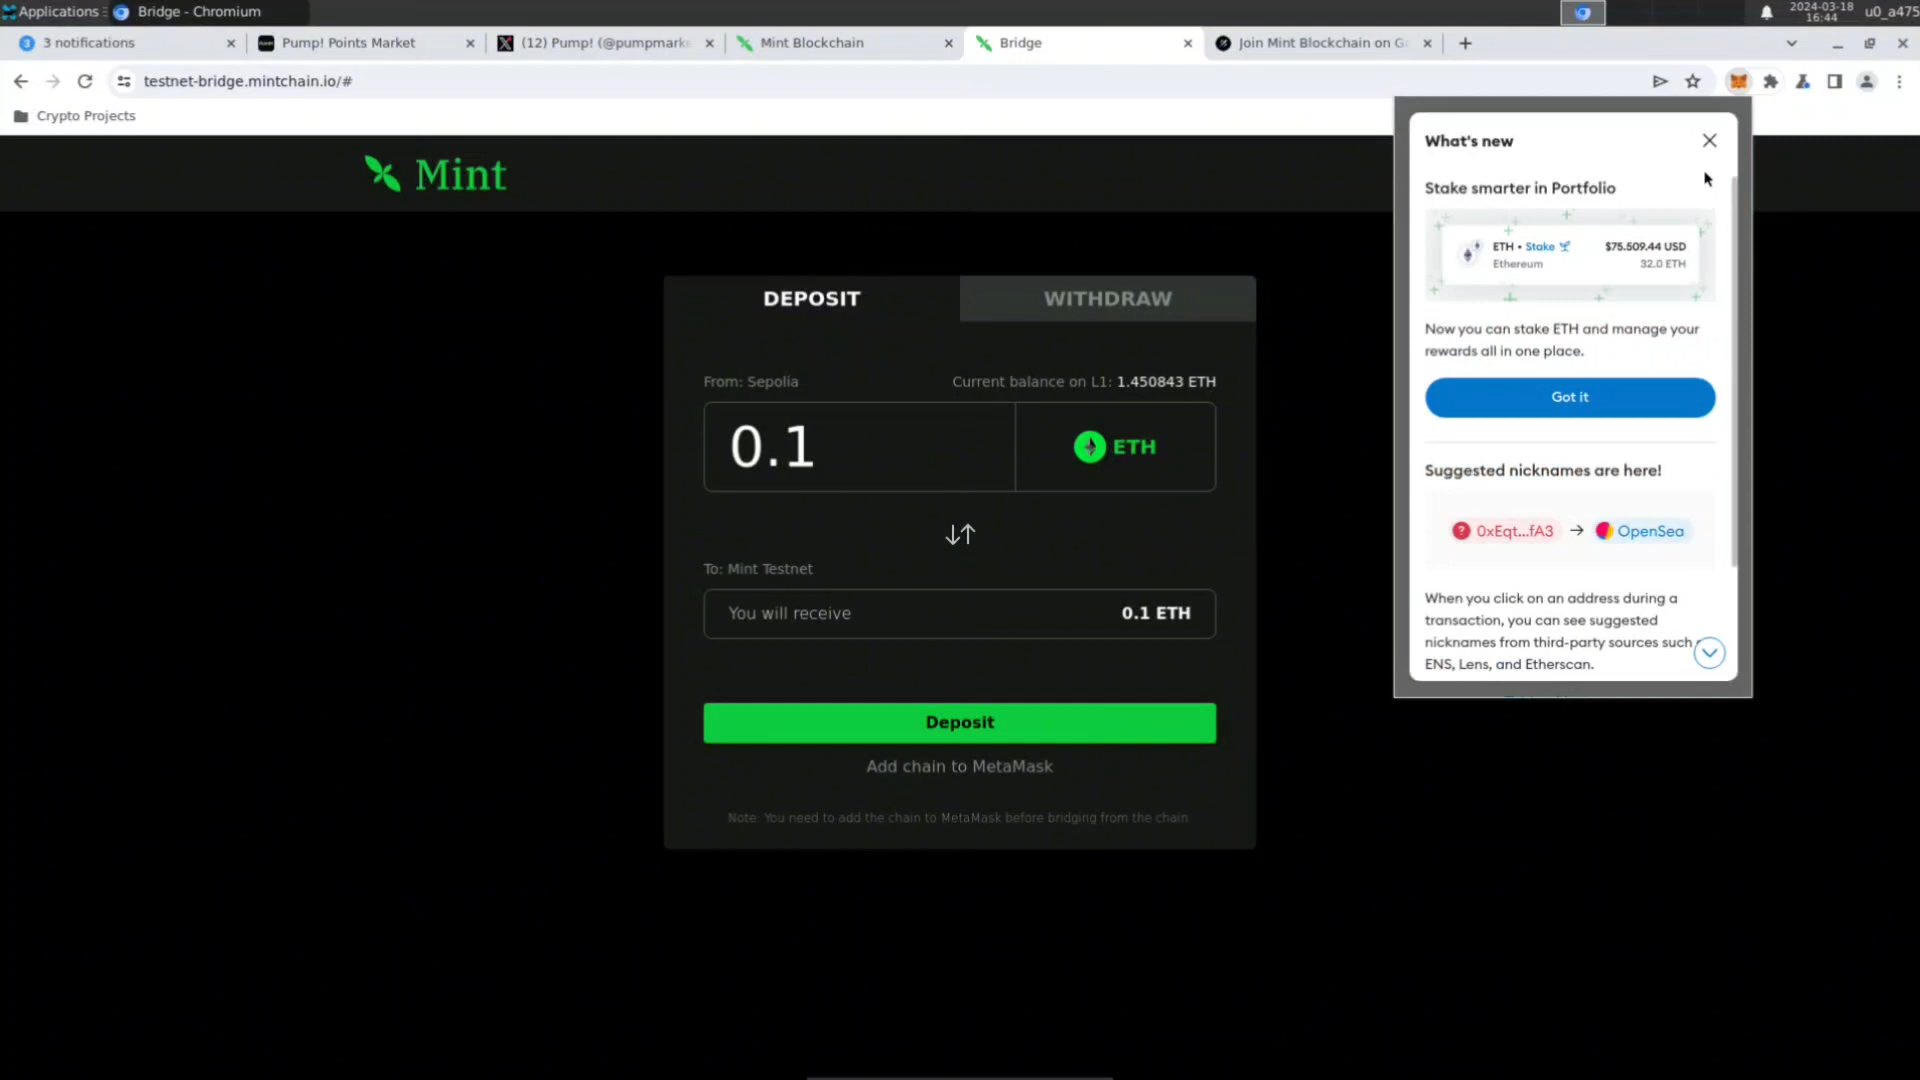 Applications
Bridge - Chromium
2024-03-18
16:44
u0_a475
3 notifications
Pump! Points Market
(12) Pump! (@pumpmark
Mint Blockchain
Bridge
Join Mint Blockchain on G
testnet-bridge.mintchain.io/#
Crypto Projects
Mint
DEPOSIT
WITHDRAW
From: Sepolia
Current balance on L1: 1.450843 ETH
0.1
ETH
To: Mint Testnet
You will receive
0.1 ETH
Deposit
Add chain to MetaMask
Note: You need to add the chain to MetaMask before bridging from the chain
What's new
Stake smarter in Portfolio
ETH • Stake
$75,509.44 USD
Ethereum
32.0 ETH
Now you can stake ETH and manage your
rewards all in one place.
Got it
Suggested nicknames are here!
0xEqt...fA3 → OpenSea
When you click on an address during a
transaction, you can see suggested
nicknames from third-party sources such
ENS, Lens, and Etherscan.